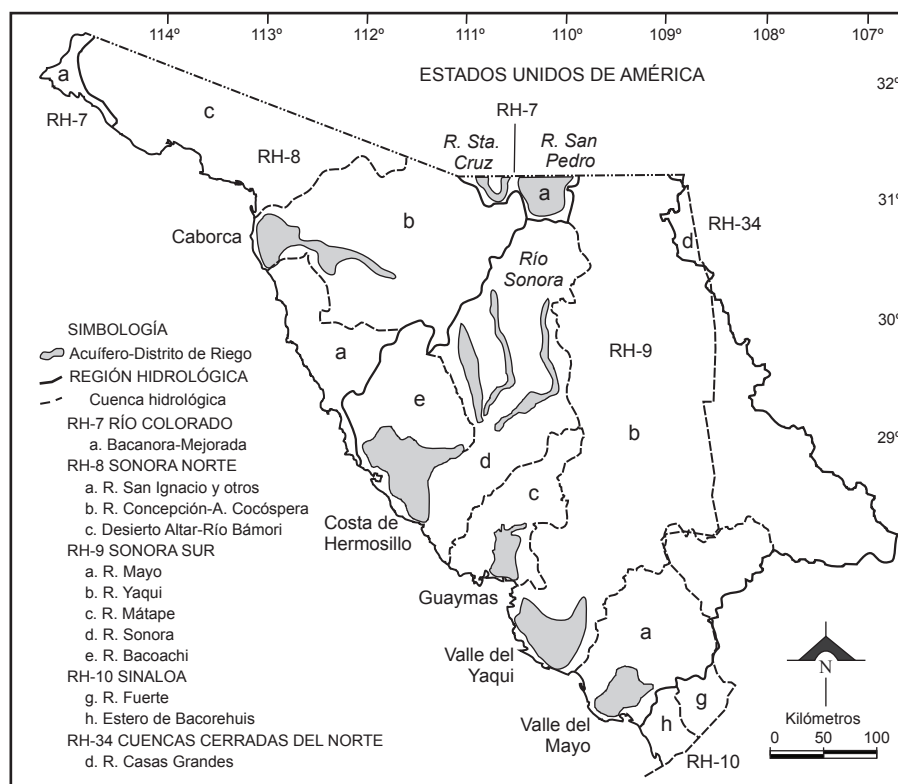 114º 113º 112º 111º 110º 109º 108º 107º
ESTADOS UNIDOS DE AMÉRICA
32º
a
RH-7
c
RH-7
R. Sta.
Cruz
R. San
Pedro
RH-8
a
31º
RH-34
b
d
Caborca
Río
Sonora
30º
SIMBOLOGÍA
Acuífero-Distrito de Riego
REGIÓN HIDROLÓGICA
Cuenca hidrológica
RH-7 RÍO COLORADO
a. Bacanora-Mejorada
RH-8 SONORA NORTE
a. R. San Ignacio y otros
b. R. Concepción-A. Cocóspera
c. Desierto Altar-Río Bámori
RH-9 SONORA SUR
a. R. Mayo
b. R. Yaqui
c. R. Mátape
d. R. Sonora
e. R. Bacoachi
RH-10 SINALOA
g. R. Fuerte
h. Estero de Bacorehuis
RH-34 CUENCAS CERRADAS DEL NORTE
d. R. Casas Grandes
a
RH-9
e
b
29º
d
c
Costa de
Hermosillo
Guaymas
a
Valle del
Yaqui
N
g
Valle del
Mayo
h
RH-10
Kilómetros
0 50 100